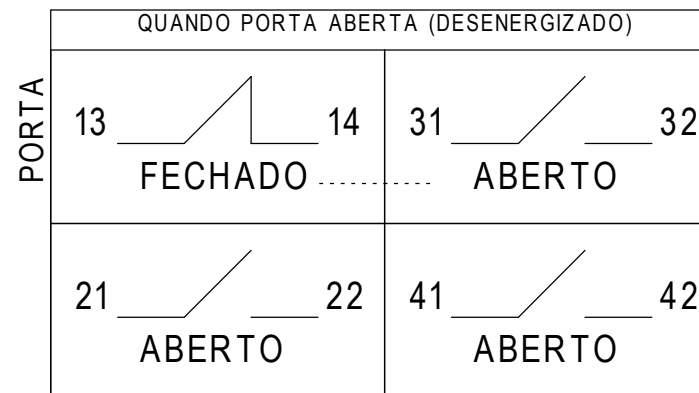 QUANDO PORTA ABERTA (DESENERGIZADO)
PORTA
13 14 31 32
FECHADO ABERTO
21 22 41 42
ABERTO ABERTO